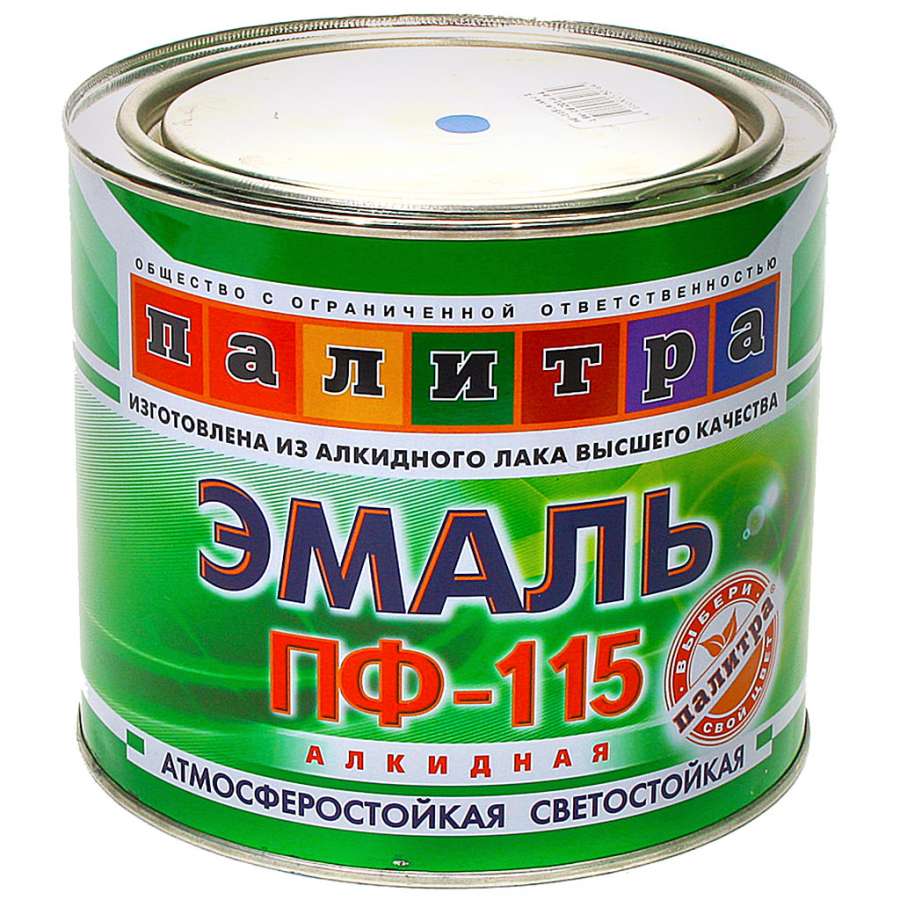 ОБЩЕСТВО С ОГРАНИЧЕННОЙ ОТВЕТСТВЕННОСТЬЮ
палитра
ИЗГОТОВЛЕНА ИЗ АЛКИДНОГО ЛАКА ВЫСШЕГО КАЧЕСТВА
ЭМАЛЬ
ПФ-115
АЛКИДНАЯ
ВЫБЕРИ
ПАЛИТРА®
СВОЙ ЦВЕТ
АТМОСФЕРОСТОЙКАЯ СВЕТОСТОЙКАЯ